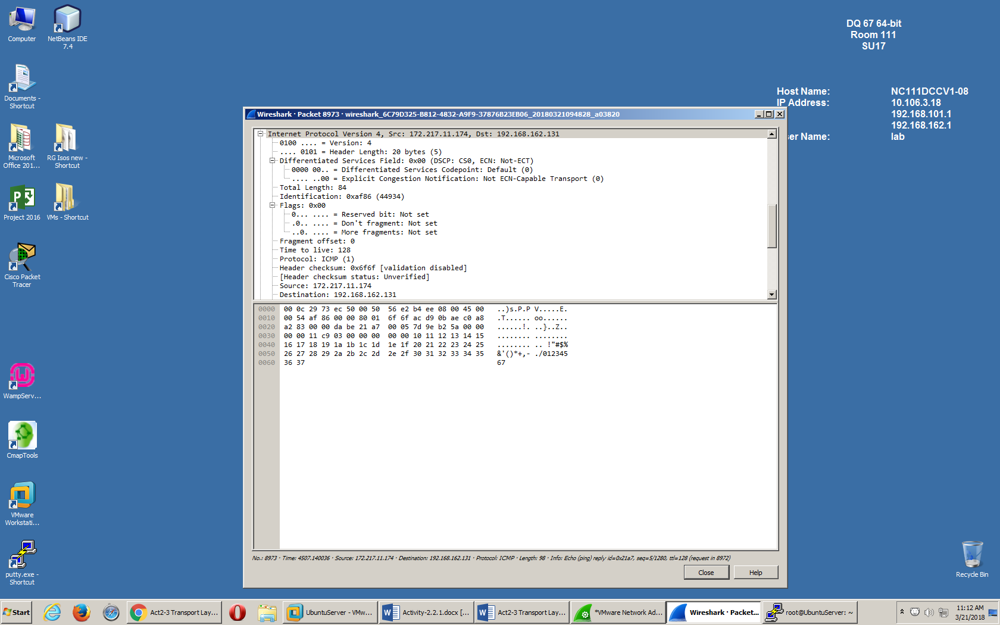 Computer
NetBeans IDE
7.4
Documents -
Shortcut
Microsoft
Office 201...
RG Isos new -
Shortcut
Project 2016
VMs - Shortcut
Cisco Packet
Tracer
WampServ...
CmapTools
VMware
Workstati...
putty.exe -
Shortcut
DQ 67 64-bit
Room 111
SU17
Host Name: NC111DCCV1-08
IP Address: 10.106.3.18
192.168.101.1
192.168.162.1
ser Name: lab
Wireshark · Packet 8973 · wireshark_6C79D325-B812-4832-A9F9-37876B23EB06_20180321094828_a03820
Internet Protocol Version 4, Src: 172.217.11.174, Dst: 192.168.162.131
0100 .... = Version: 4
.... 0101 = Header Length: 20 bytes (5)
Differentiated Services Field: 0x00 (DSCP: CS0, ECN: Not-ECT)
0000 00.. = Differentiated Services Codepoint: Default (0)
.... ..00 = Explicit Congestion Notification: Not ECN-Capable Transport (0)
Total Length: 84
Identification: 0xaf86 (44934)
Flags: 0x00
0... .... = Reserved bit: Not set
.0.. .... = Don't fragment: Not set
..0. .... = More fragments: Not set
Fragment offset: 0
Time to live: 128
Protocol: ICMP (1)
Header checksum: 0x6f6f [validation disabled]
[Header checksum status: Unverified]
Source: 172.217.11.174
Destination: 192.168.162.131
0000 00 0c 29 73 ec 50 00 50 56 e2 b4 ee 08 00 45 00 ..)s.P.P V.....E.
0010 00 54 af 86 00 00 80 01 6f 6f ac d9 0b ae c0 a8 .T...... oo......
0020 a2 83 00 00 da be 21 a7 00 05 7d 9e b2 5a 00 00 ......!. ..}..Z..
0030 00 00 11 c9 03 00 00 00 00 00 10 11 12 13 14 15 ........ ........
0040 16 17 18 19 1a 1b 1c 1d 1e 1f 20 21 22 23 24 25 ........ .. !"#$%
0050 26 27 28 29 2a 2b 2c 2d 2e 2f 30 31 32 33 34 35 &'()*+,- ./012345
0060 36 37 67
No.: 8973 · Time: 4507.140036 · Source: 172.217.11.174 · Destination: 192.168.162.131 · Protocol: ICMP · Length: 98 · Info: Echo (ping) reply id=0x21a7, seq=5/1280, ttl=128 (request in 8972)
Close
Help
Recycle Bin
Start
Act2-3 Transport Lay...
UbuntuServer - VMw...
Activity-2.2.1.docx [...
Act2-3 Transport Lay...
*VMware Network Ad...
Wireshark · Packet...
root@UbuntuServer: ~
11:12 AM
3/21/2018